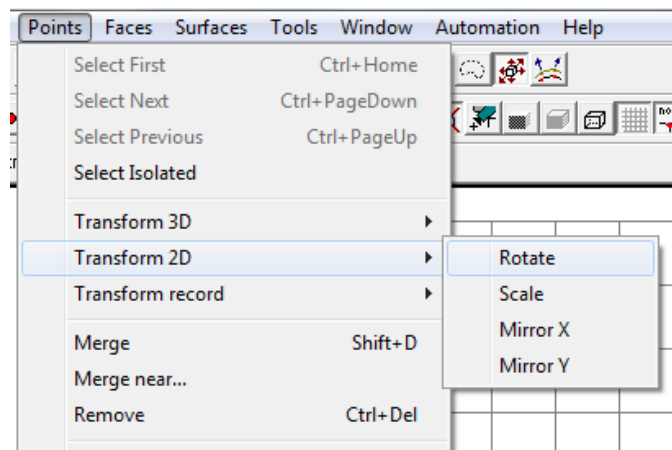 Points Faces Surfaces Tools Window Automation Help
Select First Ctrl+Home
Select Next Ctrl+PageDown
Select Previous Ctrl+PageUp
Select Isolated
Transform 3D
Transform 2D
Rotate
Transform record
Scale
Mirror X
Merge Shift+D
Mirror Y
Merge near...
Remove Ctrl+Del